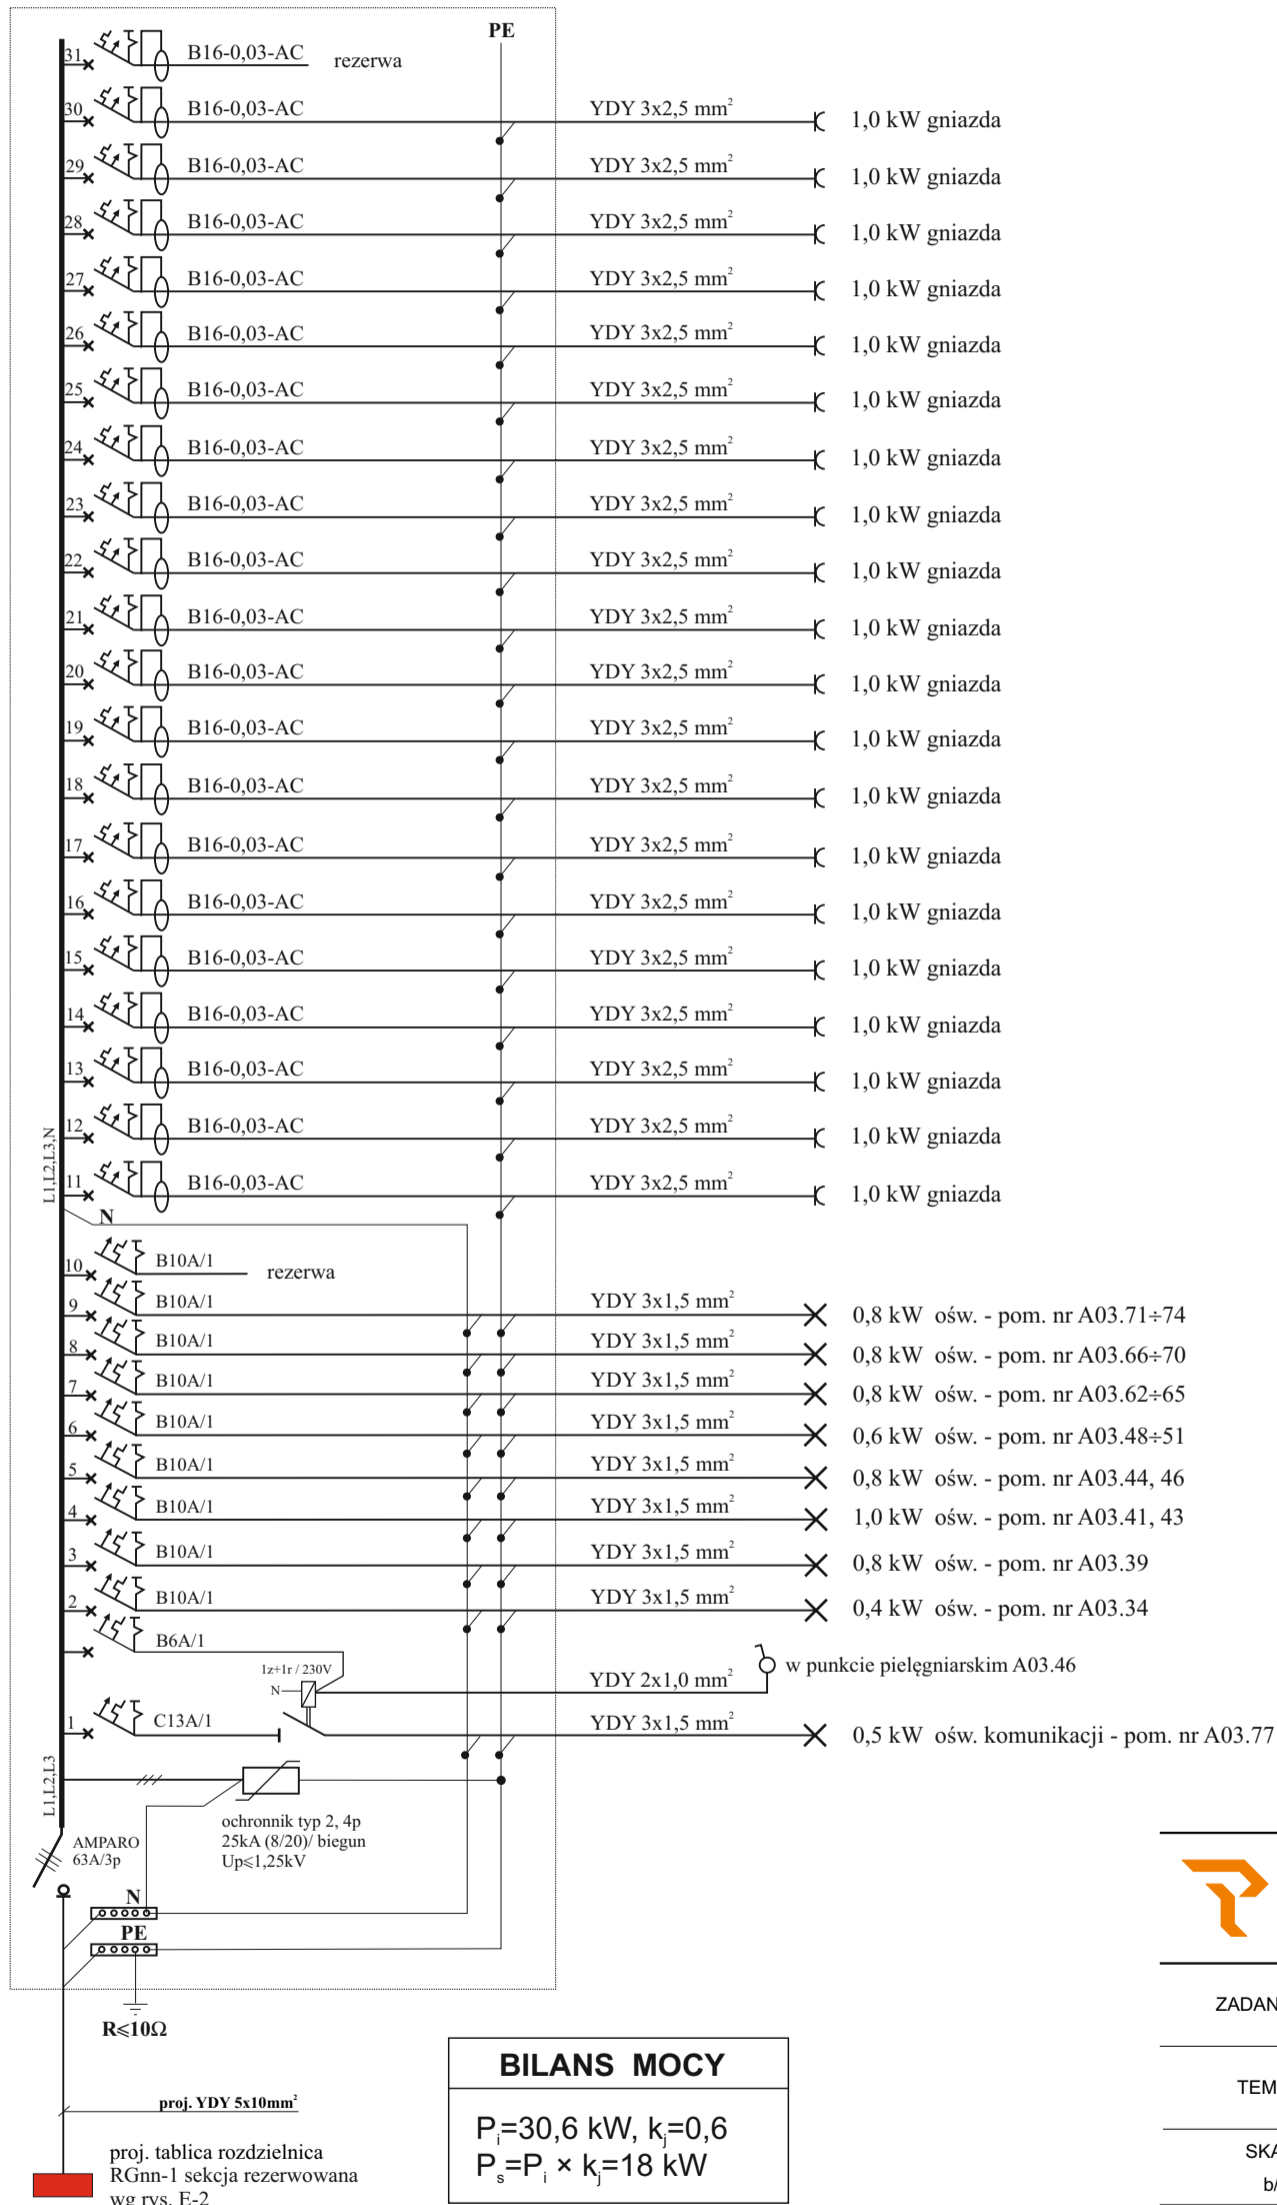 PE
31 B16-0,03-AC rezerwa
30 B16-0,03-AC YDY 3x2,5 mm² 1,0 kW gniazda
29 B16-0,03-AC YDY 3x2,5 mm² 1,0 kW gniazda
28 B16-0,03-AC YDY 3x2,5 mm² 1,0 kW gniazda
27 B16-0,03-AC YDY 3x2,5 mm² 1,0 kW gniazda
26 B16-0,03-AC YDY 3x2,5 mm² 1,0 kW gniazda
25 B16-0,03-AC YDY 3x2,5 mm² 1,0 kW gniazda
24 B16-0,03-AC YDY 3x2,5 mm² 1,0 kW gniazda
23 B16-0,03-AC YDY 3x2,5 mm² 1,0 kW gniazda
22 B16-0,03-AC YDY 3x2,5 mm² 1,0 kW gniazda
21 B16-0,03-AC YDY 3x2,5 mm² 1,0 kW gniazda
20 B16-0,03-AC YDY 3x2,5 mm² 1,0 kW gniazda
19 B16-0,03-AC YDY 3x2,5 mm² 1,0 kW gniazda
18 B16-0,03-AC YDY 3x2,5 mm² 1,0 kW gniazda
17 B16-0,03-AC YDY 3x2,5 mm² 1,0 kW gniazda
16 B16-0,03-AC YDY 3x2,5 mm² 1,0 kW gniazda
15 B16-0,03-AC YDY 3x2,5 mm² 1,0 kW gniazda
14 B16-0,03-AC YDY 3x2,5 mm² 1,0 kW gniazda
13 B16-0,03-AC YDY 3x2,5 mm² 1,0 kW gniazda
12 B16-0,03-AC YDY 3x2,5 mm² 1,0 kW gniazda
L1,L2,L3,N
11 B16-0,03-AC YDY 3x2,5 mm² 1,0 kW gniazda
N
10 B10A/1 rezerwa
9 B10A/1 YDY 3x1,5 mm² 0,8 kW ośw. - pom. nr A03.71÷74
8 B10A/1 YDY 3x1,5 mm² 0,8 kW ośw. - pom. nr A03.66÷70
7 B10A/1 YDY 3x1,5 mm² 0,8 kW ośw. - pom. nr A03.62÷65
6 B10A/1 YDY 3x1,5 mm² 0,6 kW ośw. - pom. nr A03.48÷51
5 B10A/1 YDY 3x1,5 mm² 0,8 kW ośw. - pom. nr A03.44, 46
4 B10A/1 YDY 3x1,5 mm² 1,0 kW ośw. - pom. nr A03.41, 43
3 B10A/1 YDY 3x1,5 mm² 0,8 kW ośw. - pom. nr A03.39
2 B10A/1 YDY 3x1,5 mm² 0,4 kW ośw. - pom. nr A03.34
B6A/1
1z+1r / 230V
N YDY 2x1,0 mm² w punkcie pielęgniarskim A03.46
1 C13A/1 YDY 3x1,5 mm² 0,5 kW ośw. komunikacji - pom. nr A03.77
L1,L2,L3
ochronnik typ 2, 4p
25kA (8/20)/ biegun
Up≤1,25kV
AMPARO
63A/3p
N
PE
R≤10Ω
proj. YDY 5x10mm²
proj. tablica rozdzielnica
RGnn-1 sekcja rezerwowana
wg rys. E-2
BILANS MOCY
Pᵢ=30,6 kW, kⱼ=0,6
Pₛ=Pᵢ × kⱼ=18 kW
ZADAN
TEM
SKA
b/